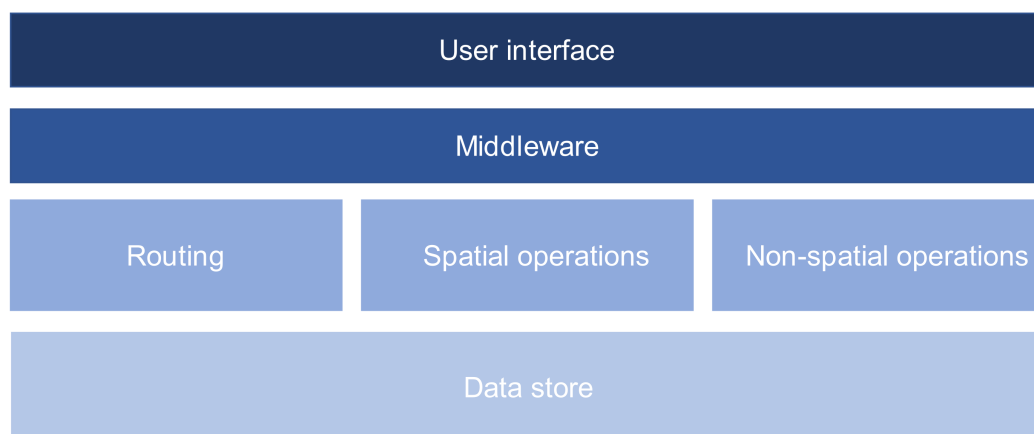 User interface
Middleware
Routing
Spatial operations
Non-spatial operations
Data store